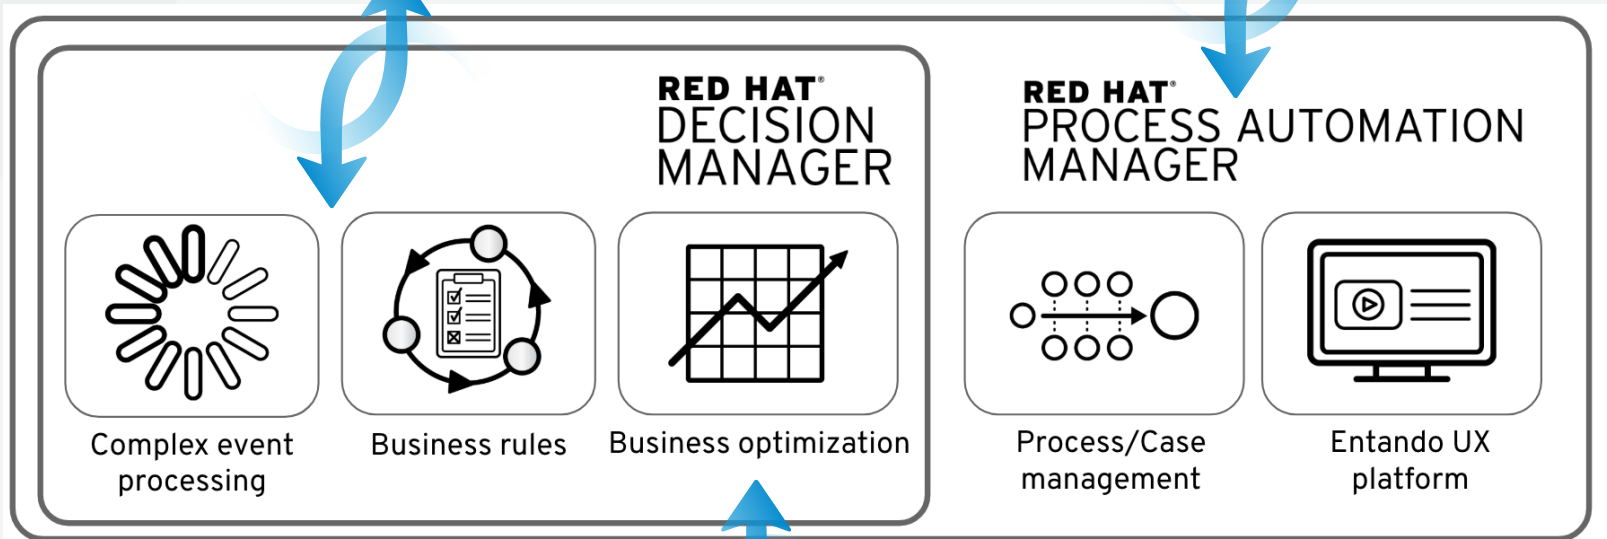 RED HAT®
DECISION
MANAGER
RED HAT®
PROCESS AUTOMATION
MANAGER
Complex event
processing
Business rules
Business optimization
Process/Case
management
Entando UX
platform